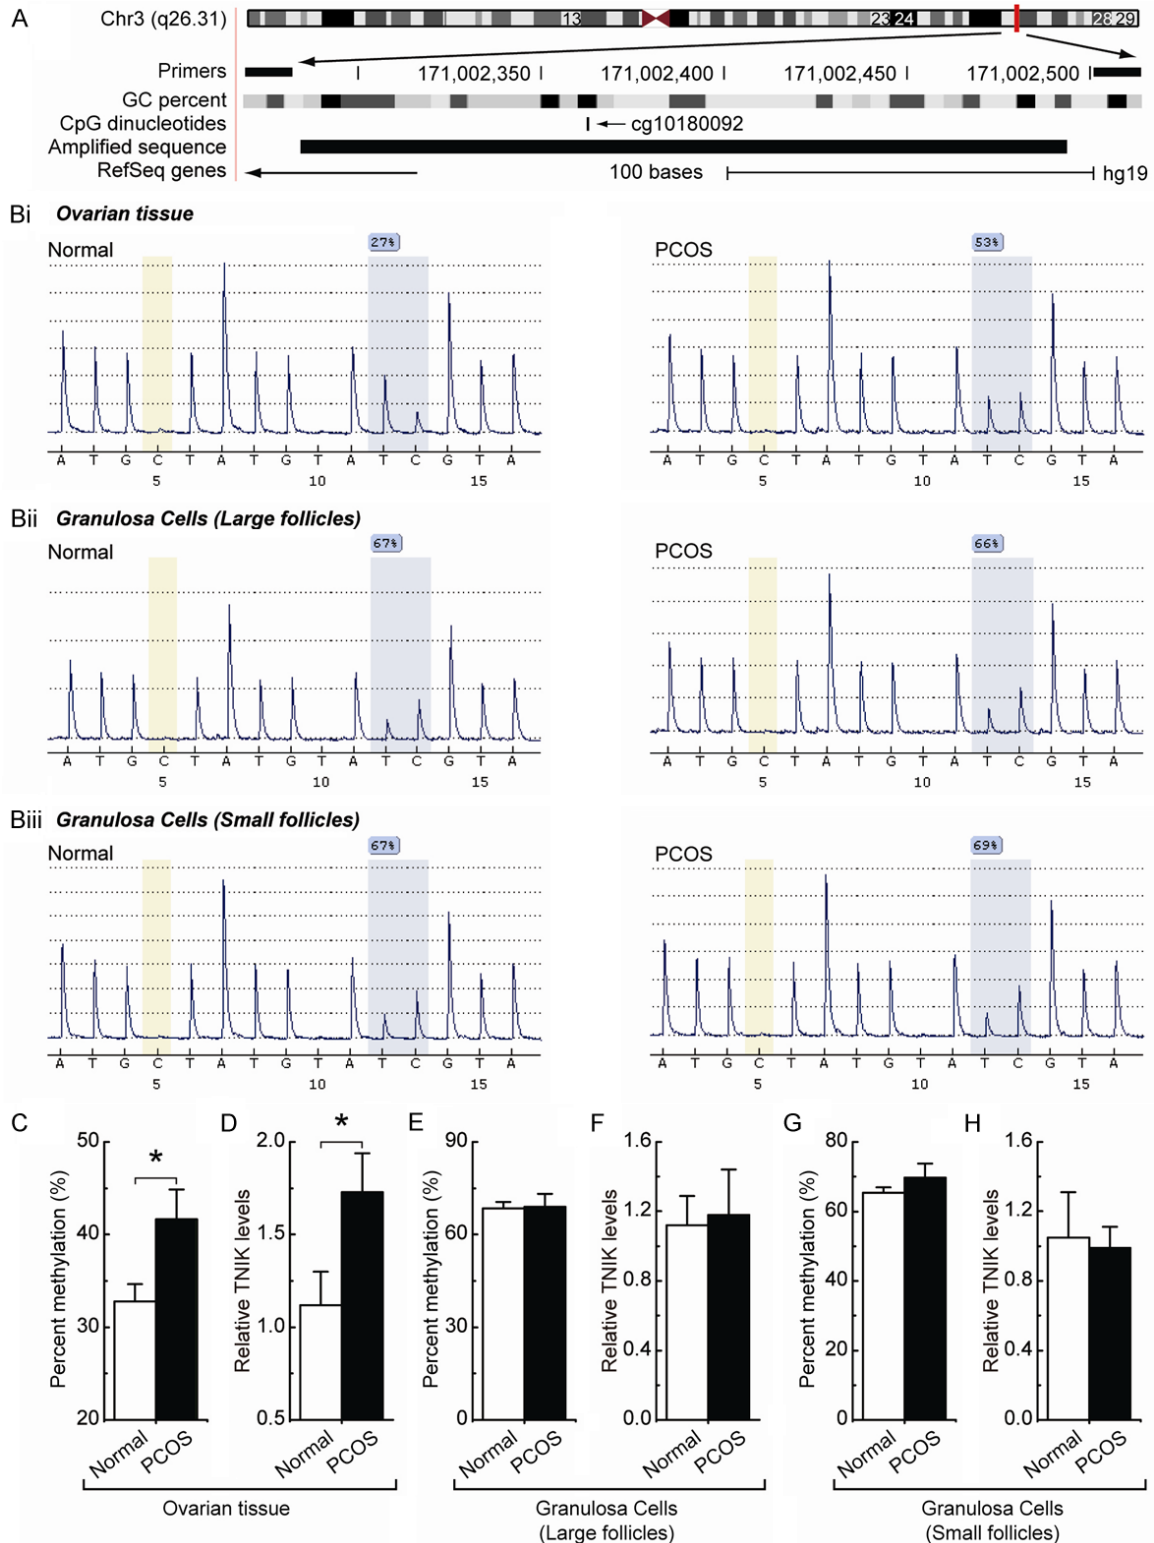 A
Chr3 (q26.31)
13
23 24
28 29
Primers
171,002,350
171,002,400
171,002,450
171,002,500
GC percent
CpG dinucleotides
cg10180092
Amplified sequence
RefSeq genes
100 bases
hg19
Bi Ovarian tissue
Normal
27%
A T G C T A T G T A T C G T A
5 10 15
PCOS
53%
A T G C T A T G T A T C G T A
5 10 15
Bii Granulosa Cells (Large follicles)
Normal
67%
A T G C T A T G T A T C G T A
5 10 15
PCOS
66%
A T G C T A T G T A T C G T A
5 10 15
Biii Granulosa Cells (Small follicles)
Normal
67%
A T G C T A T G T A T C G T A
5 10 15
PCOS
69%
A T G C T A T G T A T C G T A
5 10 15
C
Percent methylation (%)
50
40
30
20
*
Normal
PCOS
D
Relative TNIK levels
2.0
1.5
1.0
0.5
*
Normal
PCOS
Ovarian tissue
E
Percent methylation (%)
90
60
30
0
Normal
PCOS
F
Relative TNIK levels
1.6
1.2
0.8
0.4
0.0
Normal
PCOS
Granulosa Cells
(Large follicles)
G
Percent methylation (%)
80
60
40
20
0
Normal
PCOS
H
Relative TNIK levels
1.6
1.2
0.8
0.4
0.0
Normal
PCOS
Granulosa Cells
(Small follicles)